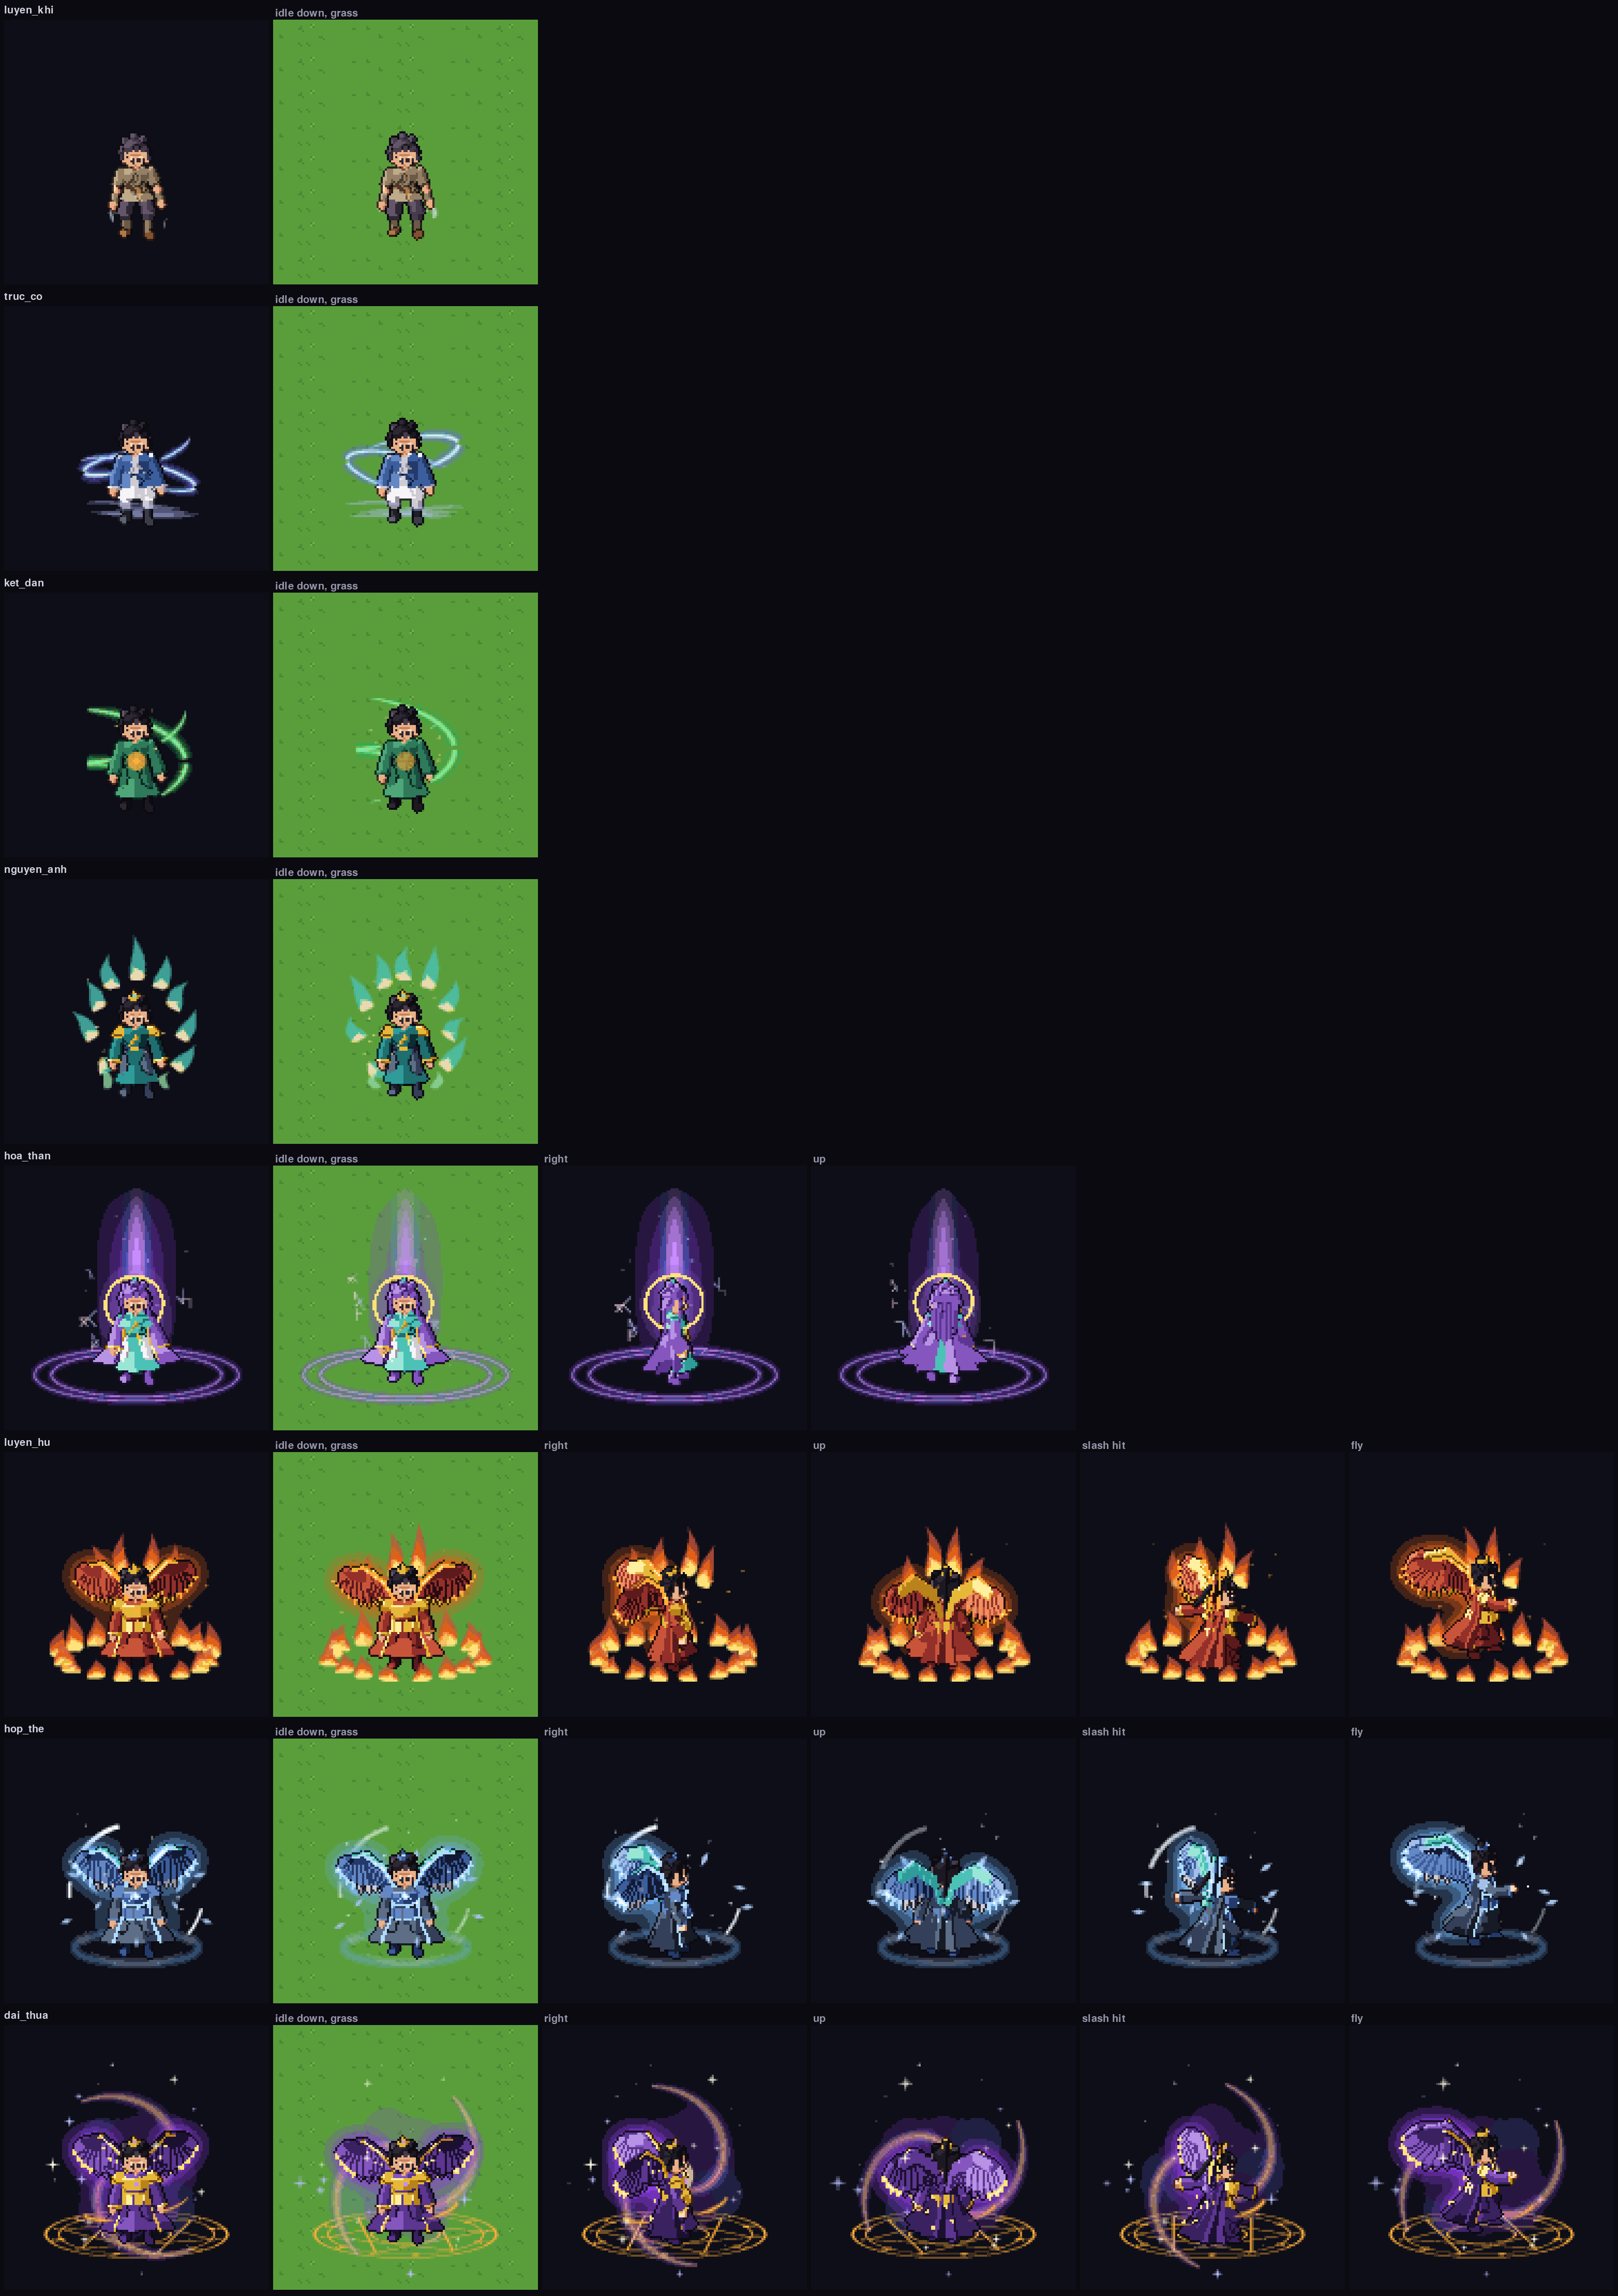 luyen_khi
idle down, grass
truc_co
idle down, grass
ket_dan
idle down, grass
nguyen_anh
idle down, grass
hoa_than
idle down, grass
right
up
luyen_hu
idle down, grass
right
up
slash hit
fly
hop_the
idle down, grass
right
up
slash hit
fly
dai_thua
idle down, grass
right
up
slash hit
fly